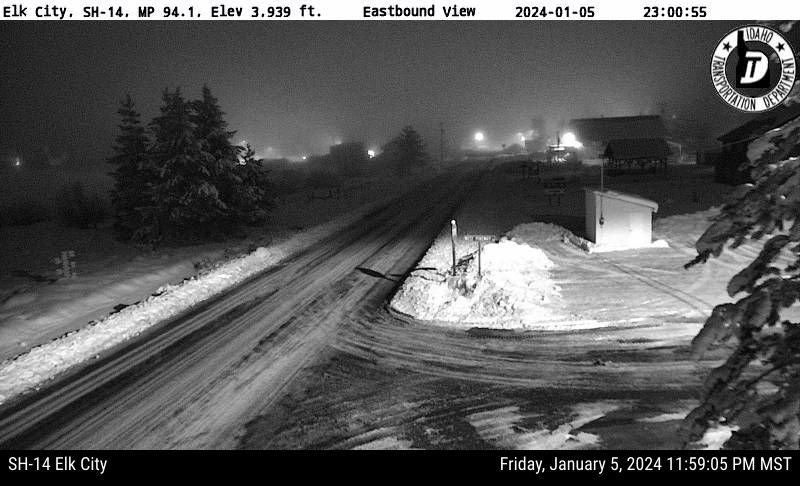 Elk City, SH-14, MP 94.1, Elev 3,939 ft. Eastbound View 2024-01-05 23:00:55
IDAHO
TRANSPORTATION DEPARTMENT
SH-14 Elk City Friday, January 5, 2024 11:59:05 PM MST